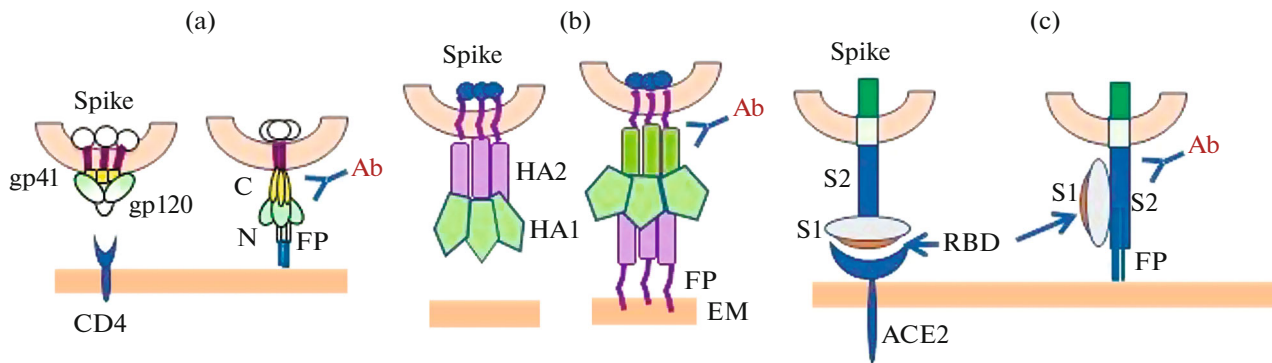 (a)
Spike
gp41
gp120
CD4
C
N
FP
Ab
(b)
Spike
HA2
HA1
Ab
FP
EM
(c)
Spike
S2
S1
RBD
ACE2
Ab
S1
S2
FP